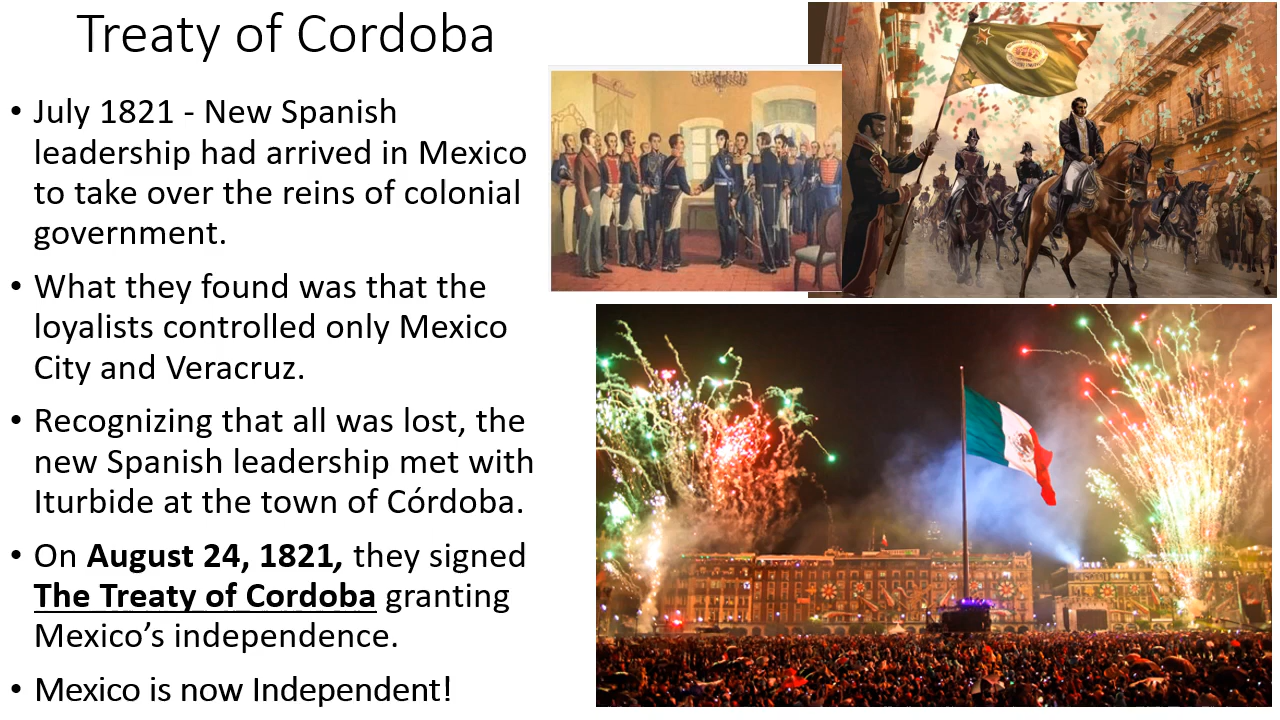 Treaty of Cordoba
• July 1821 - New Spanish
leadership had arrived in Mexico
to take over the reins of colonial
government.
• What they found was that the
loyalists controlled only Mexico
City and Veracruz.
• Recognizing that all was lost, the
new Spanish leadership met with
Iturbide at the town of Córdoba.
• On August 24, 1821, they signed
The Treaty of Cordoba granting
Mexico’s independence.
• Mexico is now Independent!